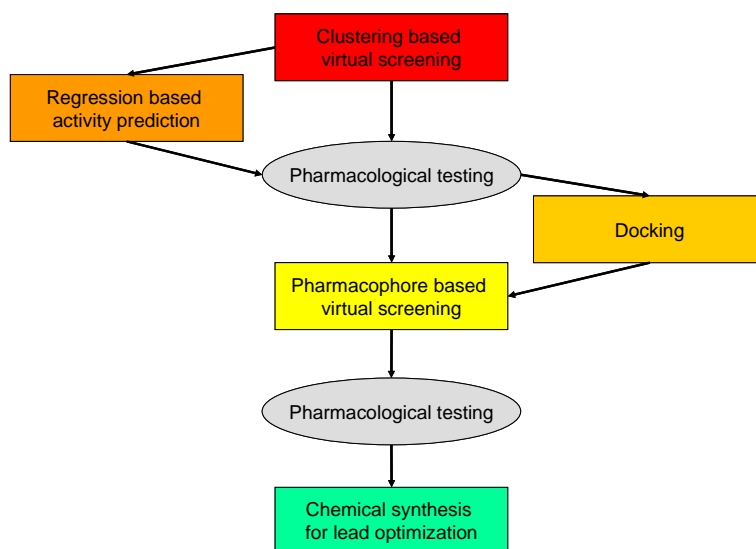 Clustering based
virtual screening
Regression based
activity prediction
Pharmacological testing
Docking
Pharmacophore based
virtual screening
Pharmacological testing
Chemical synthesis
for lead optimization